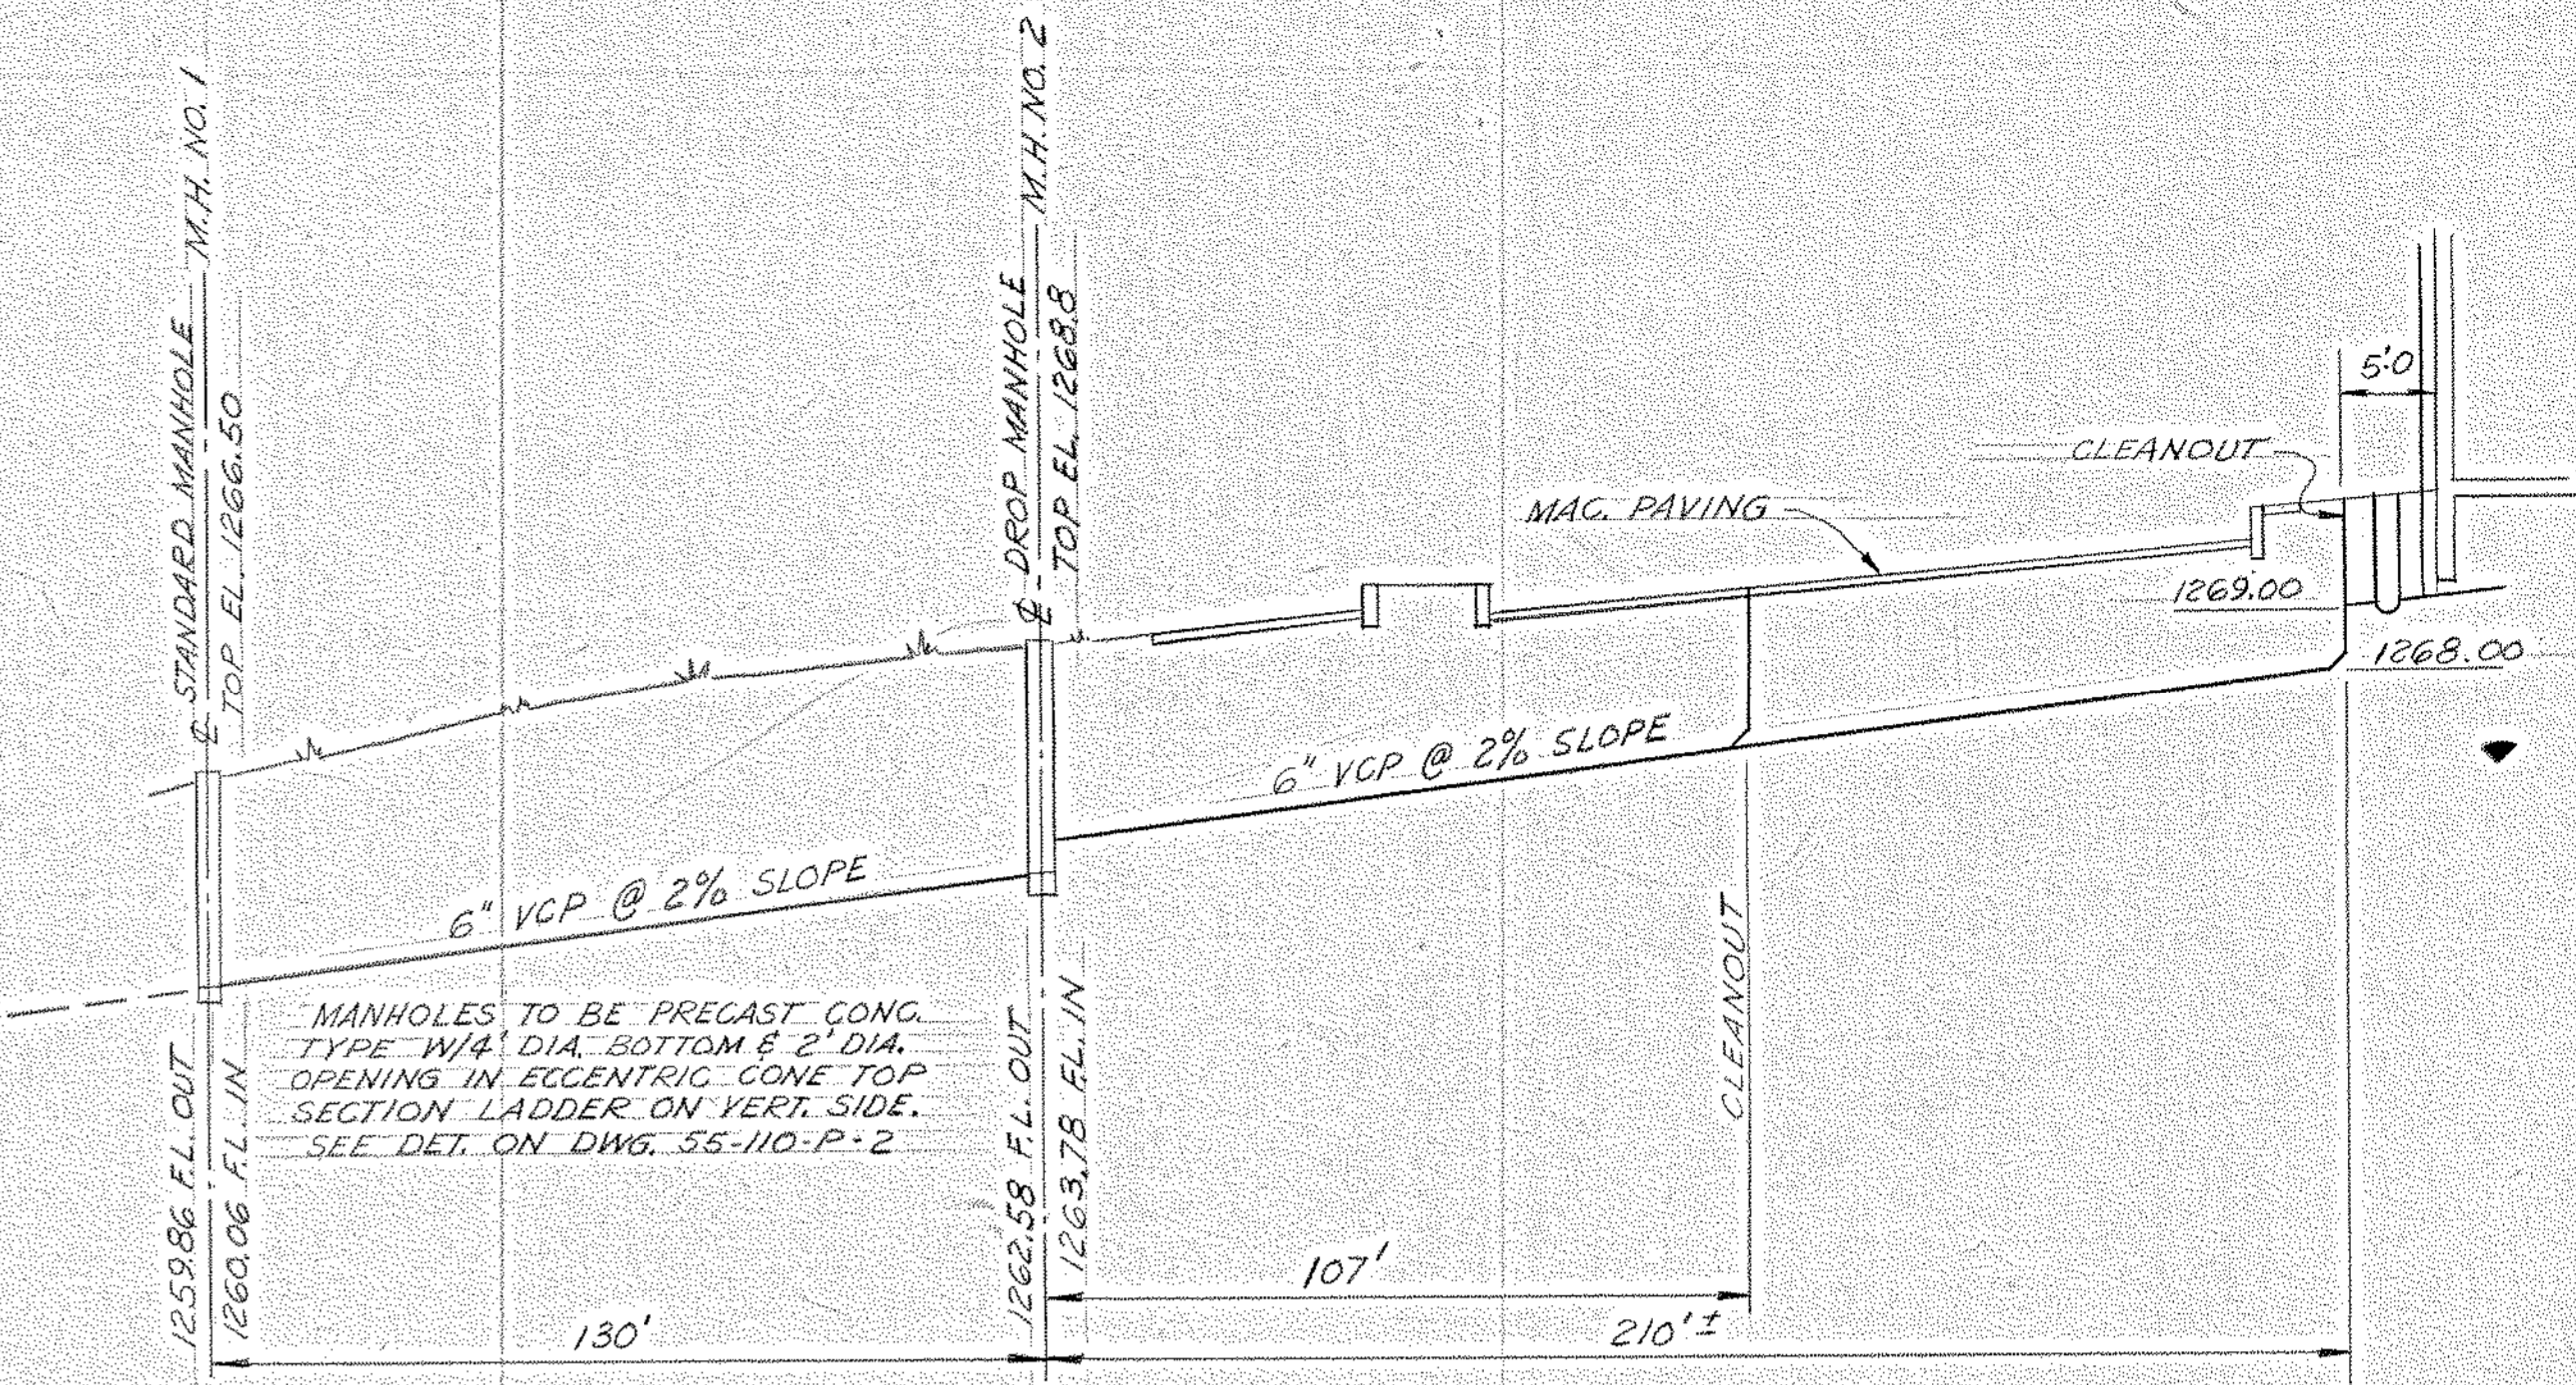 STANDARD MANHOLE M.H. NO. 1
TOP EL. 1266.50
DROP MANHOLE M.H. NO. 2
TOP EL. 1268.8
5'-0
CLEANOUT
MAC. PAVING
1269.00
1268.00
6" VCP @ 2% SLOPE
6" VCP @ 2% SLOPE
MANHOLES TO BE PRECAST CONC.
TYPE W/4' DIA. BOTTOM & 2' DIA.
OPENING IN ECCENTRIC CONE TOP
SECTION LADDER ON VERT. SIDE.
SEE DET. ON DWG. 55-110-P-2
1259.86 F.L. OUT
1260.06 F.L. IN
1262.58 F.L. OUT
1263.78 F.L. IN
CLEANOUT
107'
130'
210'±